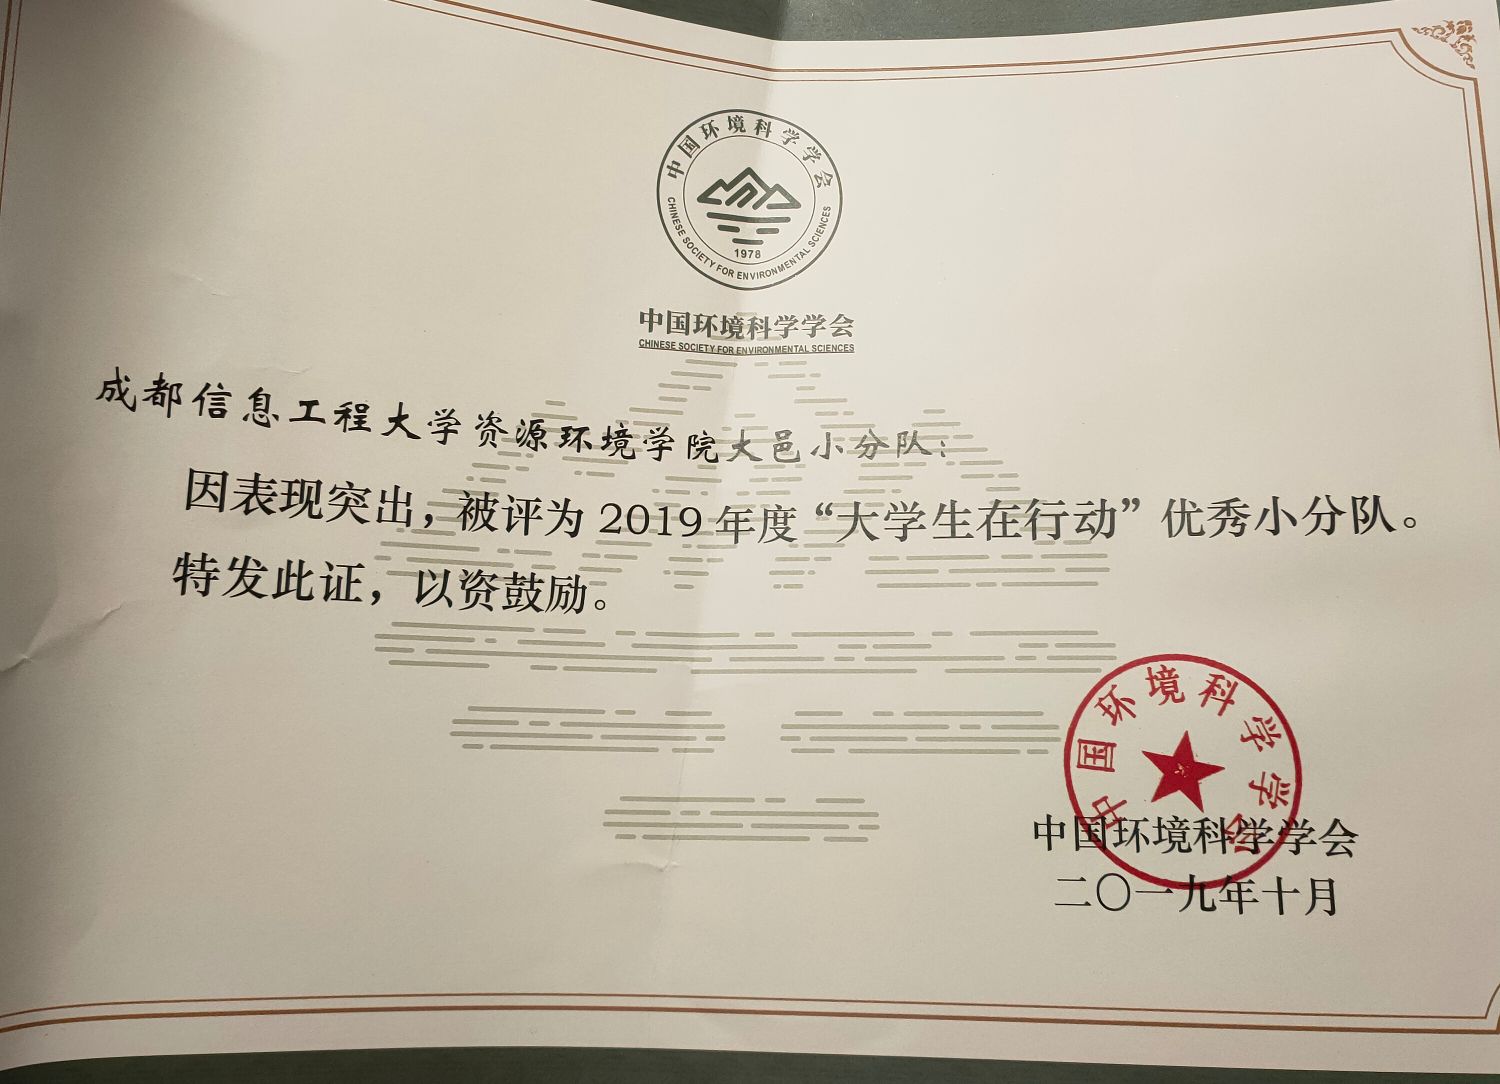 中国环境科学学会
CHINESE SOCIETY FOR ENVIRONMENTAL SCIENCES
1978
中国环境科学学会
CHINESE SOCIETY FOR ENVIRONMENTAL SCIENCES
成都信息工程大学资源环境学院大邑小分队：
因表现突出，被评为 2019 年度“大学生在行动”优秀小分队。
特发此证，以资鼓励。
中国环境科学学会
中国环境科学学会
二〇一九年十月